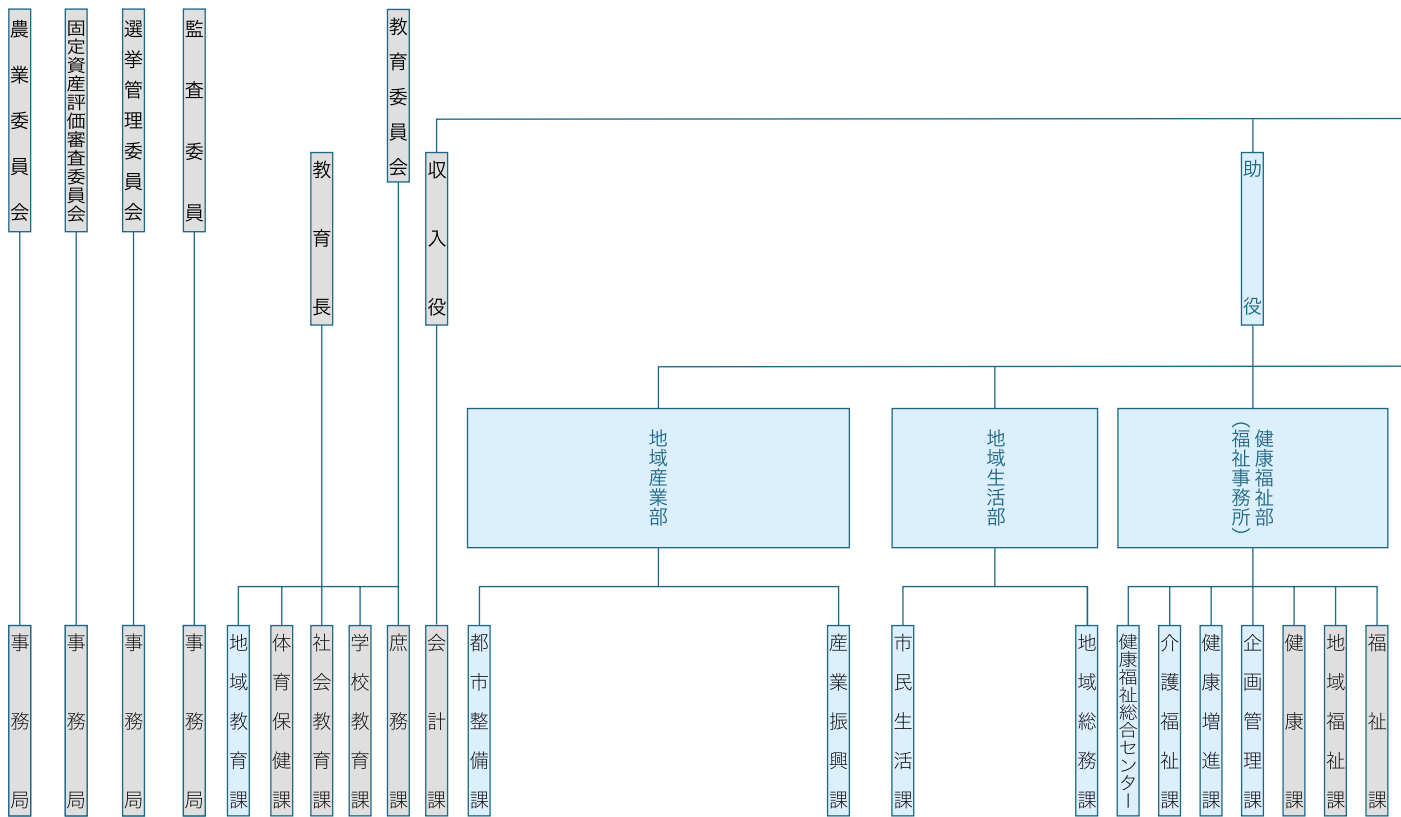 助役
健康福祉部
(福祉事務所)
福祉課
地域福祉課
健康課
企画管理課
健康増進課
介護福祉課
健康福祉総合センター
地域生活部
地域総務課
市民生活課
地域産業部
産業振興課
都市整備課
収入役
会計課
教育委員会
教育長
庶務課
学校教育課
社会教育課
体育保健課
地域教育課
監査委員
事務局
選挙管理委員会
事務局
固定資産評価審査委員会
事務局
農業委員会
事務局